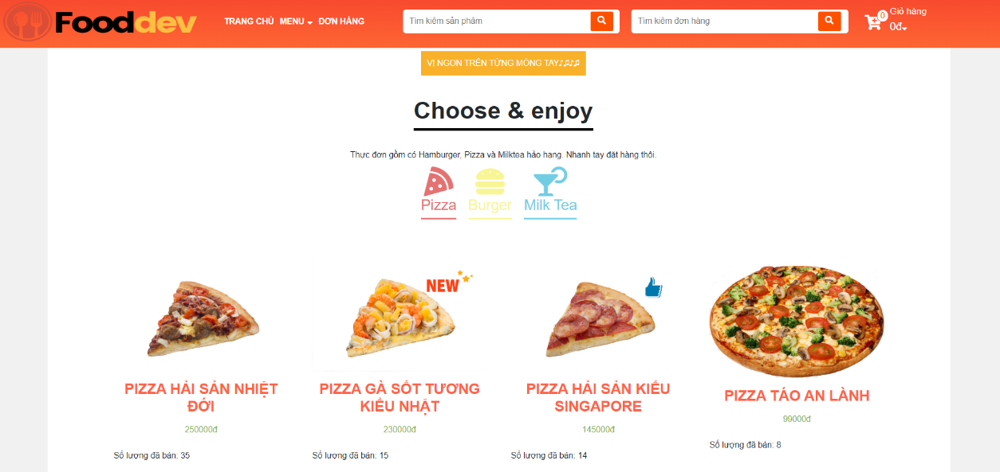 Fooddev
TRANG CHỦ MENU ĐƠN HÀNG
Tìm kiếm sản phẩm
Tìm kiếm đơn hàng
0
Giỏ hàng
0đ
VỊ NGON TRÊN TỪNG MÓNG TAY♪♫♪♫
Choose & enjoy
Thực đơn gồm có Hamburger, Pizza và Milktea hảo hạng. Nhanh tay đặt hàng thôi.
Pizza Burger Milk Tea
NEW
PIZZA HẢI SẢN NHIỆT
ĐỚI
250000đ
Số lượng đã bán: 35
PIZZA GÀ SỐT TƯƠNG
KIỂU NHẬT
230000đ
Số lượng đã bán: 15
PIZZA HẢI SẢN KIỂU
SINGAPORE
145000đ
Số lượng đã bán: 14
PIZZA TÁO AN LÀNH
99000đ
Số lượng đã bán: 8